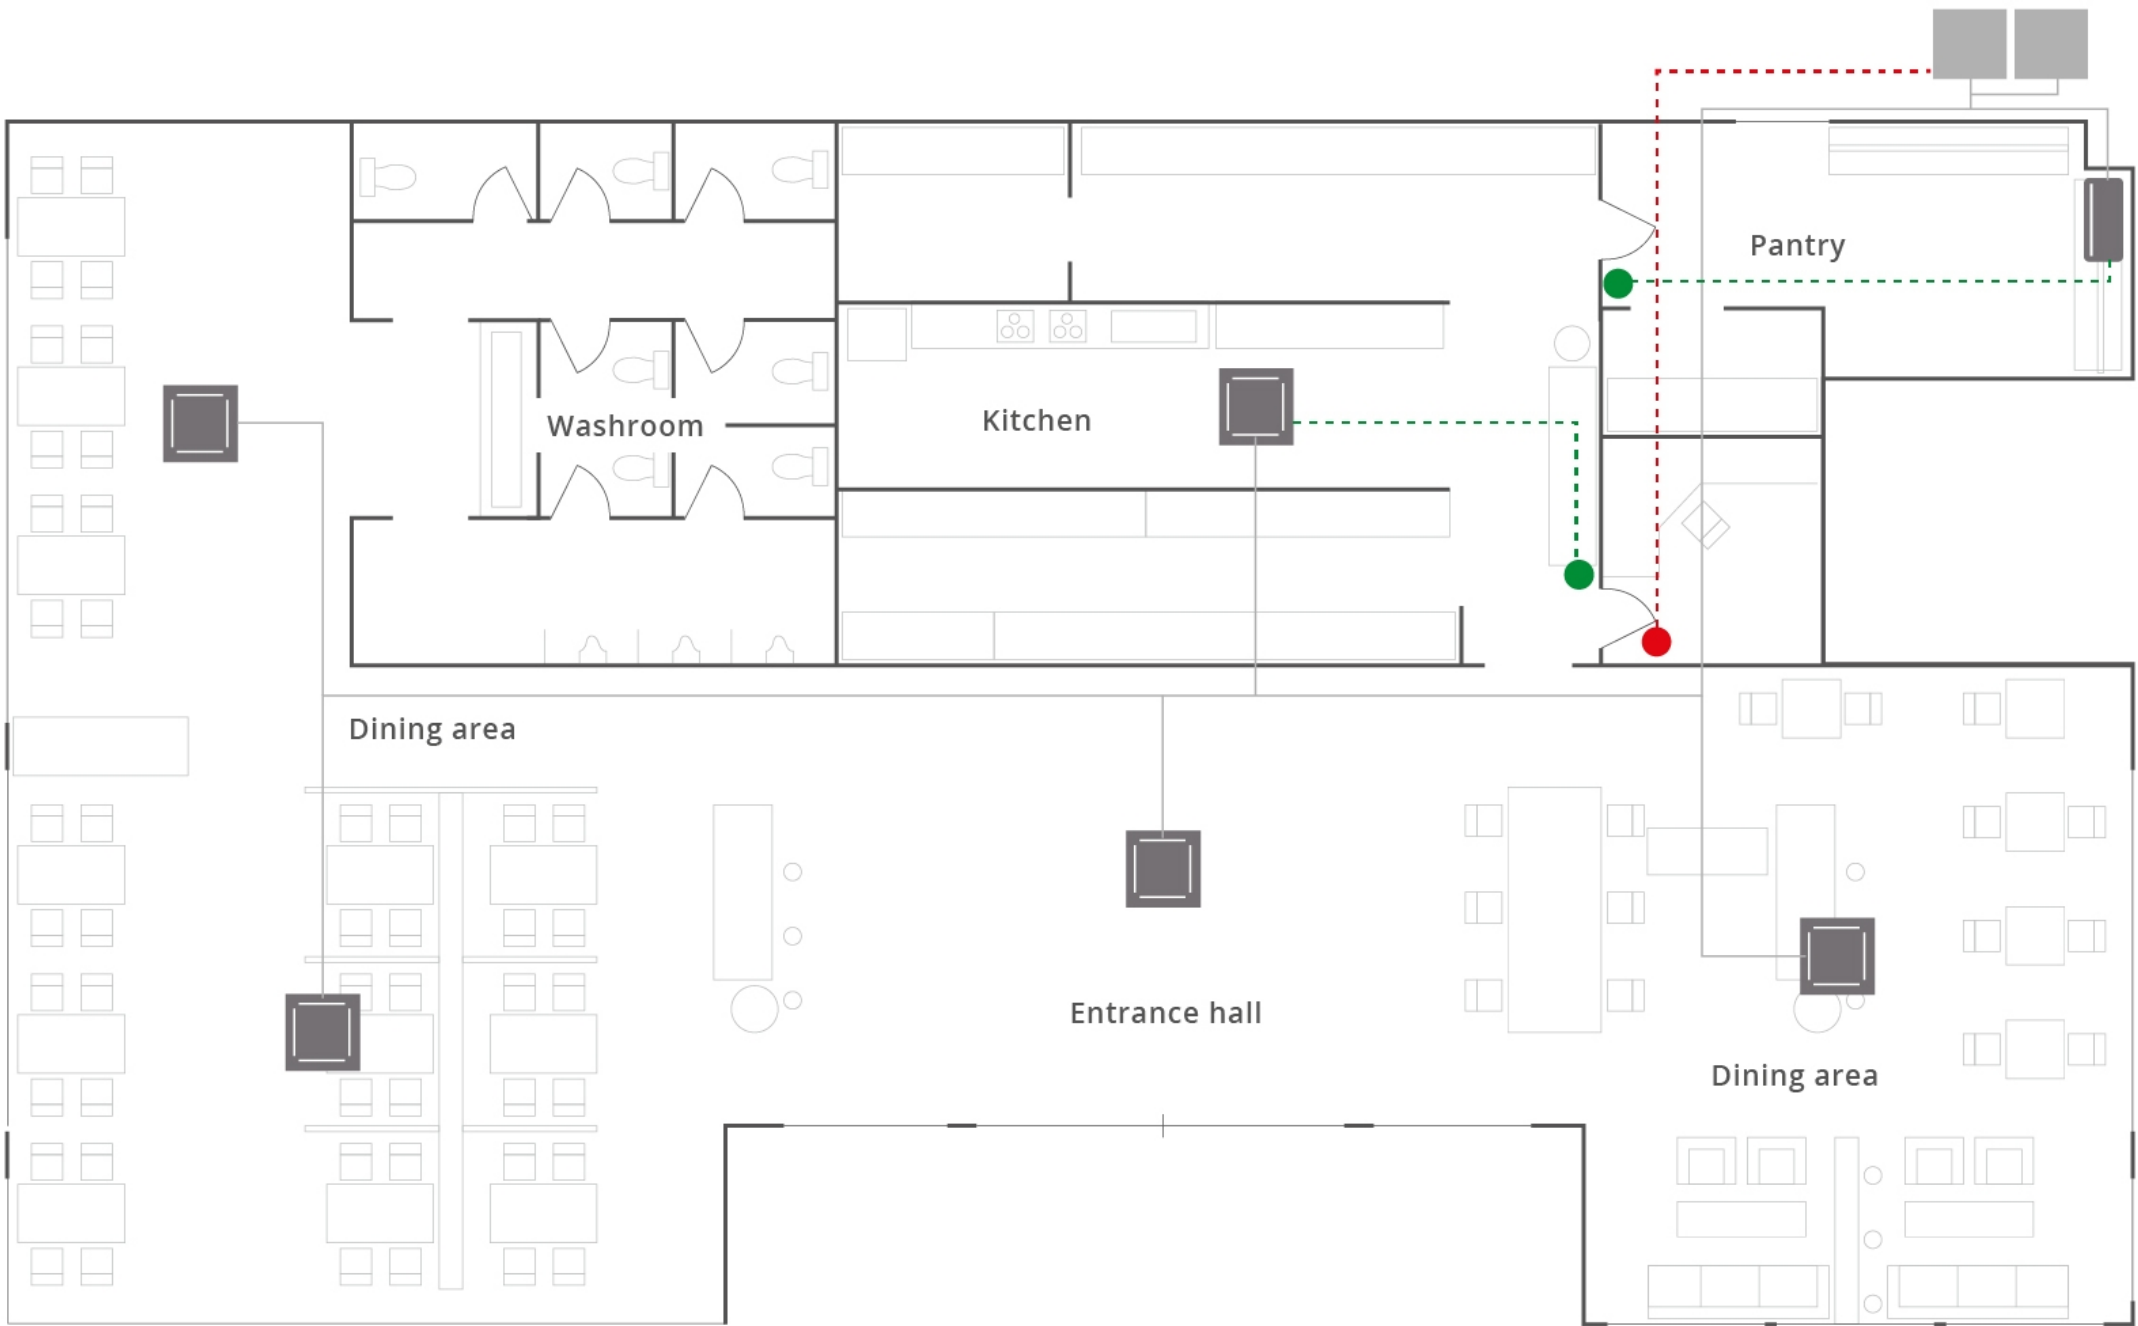 Pantry
Kitchen
Washroom
Dining area
Entrance hall
Dining area